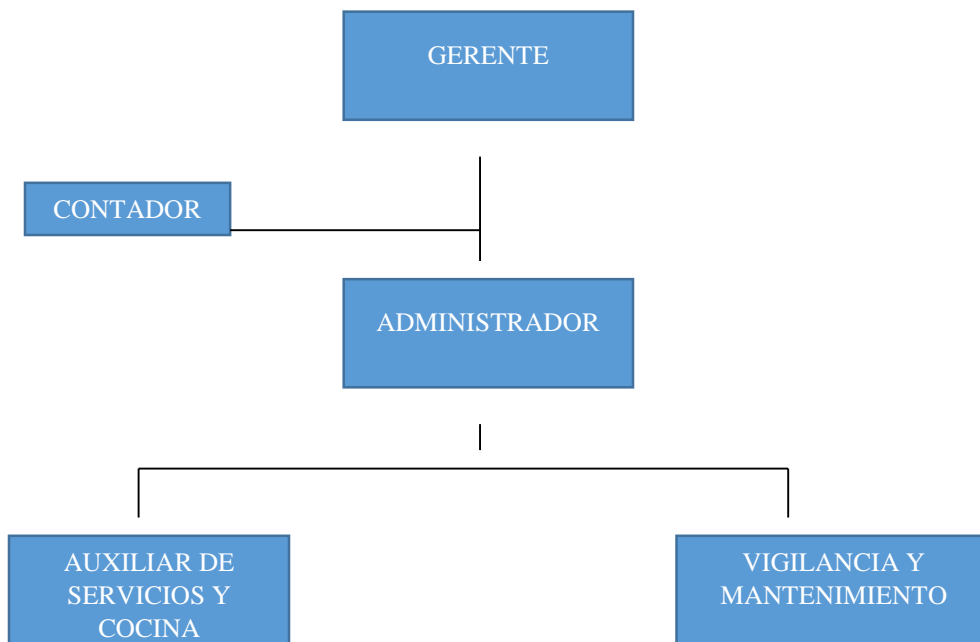 GERENTE
CONTADOR
ADMINISTRADOR
AUXILIAR DE
SERVICIOS Y
COCINA
VIGILANCIA Y
MANTENIMIENTO